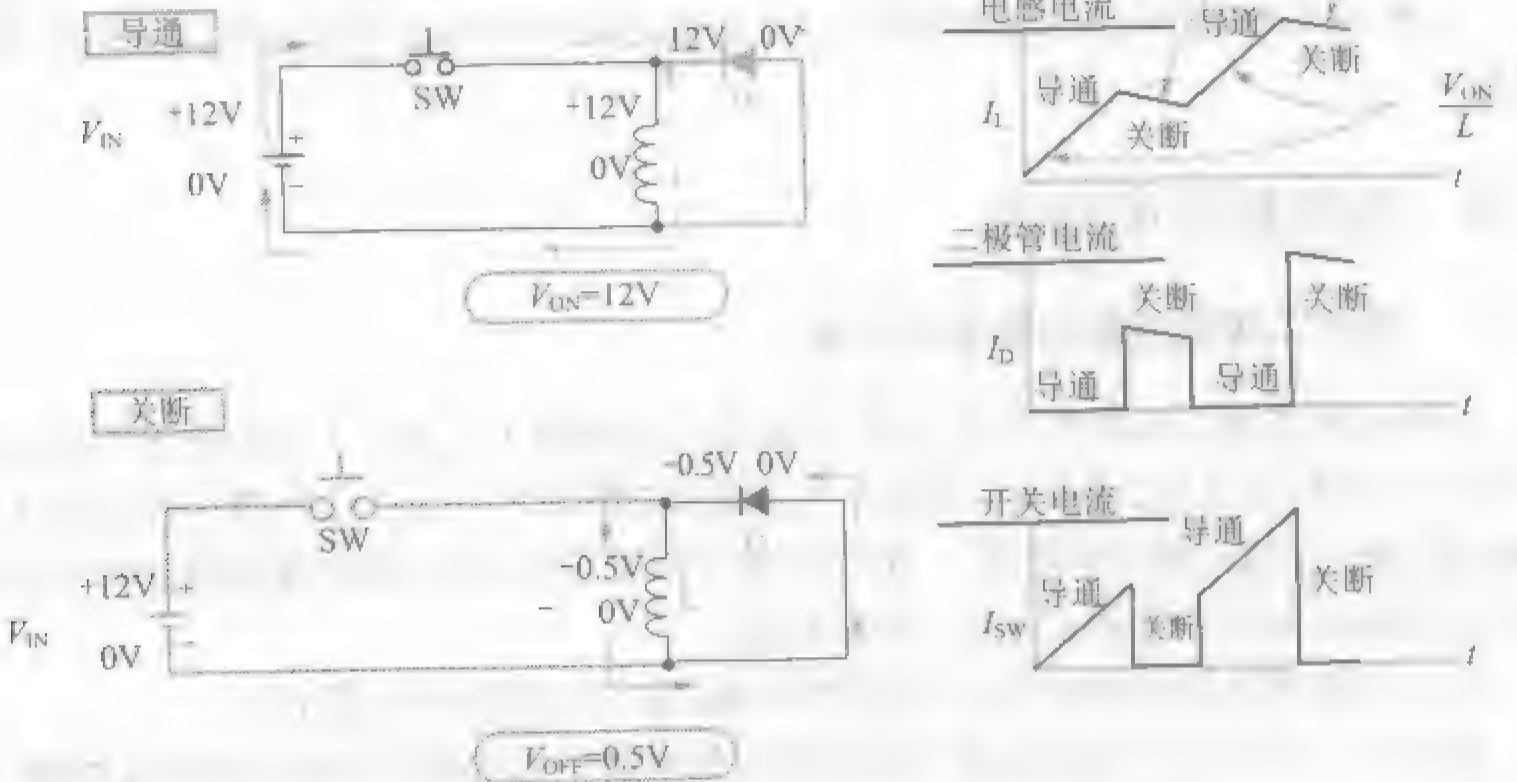 导通
SW
12V 0V
+12V
0V
V_IN
+12V
+
0V
−
V_ON=12V
关断
SW
-0.5V 0V
-0.5V
0V
−
V_IN
+12V
+
0V
−
V_OFF=0.5V
电感电流
导通
关断
导通
关断
I_L
V_ON
L
t
二极管电流
关断
关断
I_D
导通
导通
t
开关电流
导通
导通
关断
关断
I_SW
t